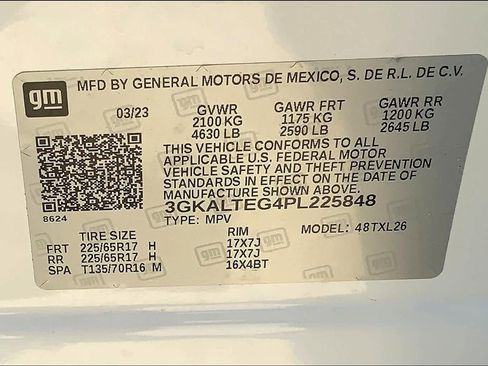 gm
MFD BY GENERAL MOTORS DE MEXICO, S. DE R.L. DE C.V.
03/23 GVWR GAWR FRT GAWR RR
2100 KG 1175 KG 1200 KG
4630 LB 2590 LB 2645 LB
THIS VEHICLE CONFORMS TO ALL
APPLICABLE U.S. FEDERAL MOTOR
VEHICLE SAFETY AND THEFT PREVENTION
STANDARDS IN EFFECT ON THE DATE OF
MANUFACTURE SHOWN ABOVE.
3GKALTEG4PL225848
8624 TYPE: MPV MODEL: 48TXL26
TIRE SIZE RIM
FRT 225/65R17 H 17X7J
RR 225/65R17 H 17X7J
SPA T135/70R16 M 16X4BT